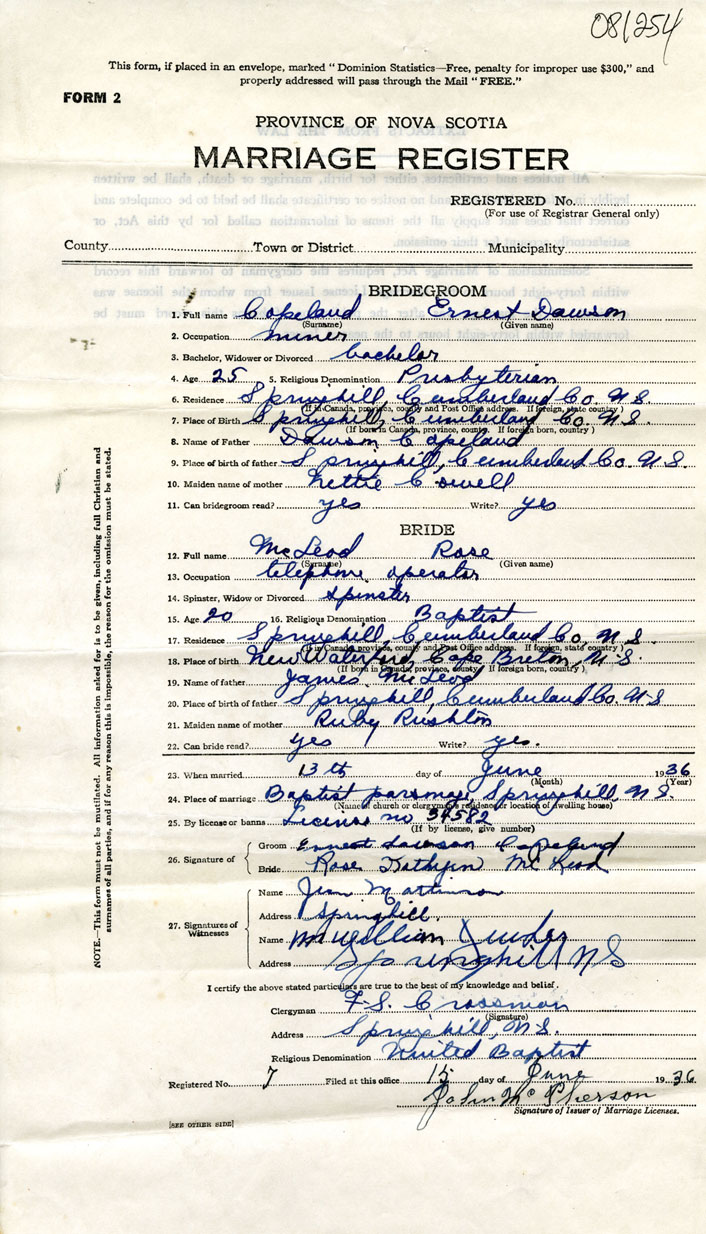 08/254
This form, if placed in an envelope, marked "Dominion Statistics—Free, penalty for improper use $300," and
properly addressed will pass through the Mail "FREE."
FORM 2
PROVINCE OF NOVA SCOTIA
MARRIAGE REGISTER
REGISTERED No.
(For use of Registrar General only)
County Town or District Municipality
BRIDEGROOM
1. Full name Copeland Ernest Dawson
(Surname) (Given name)
2. Occupation miner
3. Bachelor, Widower or Divorced bachelor
4. Age 25 5. Religious Denomination Presbyterian
6. Residence Springhill, Cumberland Co. N.S.
(If in Canada, province, county and Post Office address. If foreign, state country)
7. Place of Birth Springhill, Cumberland Co. N.S.
(If born in Canada, province, county. If foreign born, country)
8. Name of Father Dawson Copeland
9. Place of birth of father Springhill, Cumberland Co. N.S.
10. Maiden name of mother Nettie
11. Can bridegroom read? yes Write? yes
BRIDE
12. Full name McLeod Rose
(Surname) (Given name)
13. Occupation telephone operator
14. Spinster, Widow or Divorced spinster
15. Age 20 16. Religious Denomination Baptist
17. Residence Springhill, Cumberland Co, N.S.
(If in Canada, province, county and Post Office address. If foreign, state country)
18. Place of birth New Waterford, Cape Breton, N.S.
(If born in Canada, province, county. If foreign born, country)
19. Name of father James McLeod
20. Place of birth of father Springhill, Cumberland Co. N.S
21. Maiden name of mother Ruby Rushton
22. Can bride read? yes Write? yes.
23. When married 13th day of June 1936
(Month) (Year)
24. Place of marriage Baptist parsonage, Springhill, N.S.
(Name of church or clergyman's residence or location of dwelling house)
25. By license or banns License no 34582
(If by license, give number)
26. Signature of Groom Ernest Dawson Copeland
Bride Rose Kathryn McLeod
27. Signatures of Witnesses
Name Jim
Address Springhill.
Name Mrs William
Address Springhill N S
I certify the above stated particulars are true to the best of my knowledge and belief.
Clergyman F.S. Crossman
(Signature)
Address Springhill, N.S.
Religious Denomination United Baptist
Registered No. 7 Filed at this office 15 day of June 1936
John McPherson
Signature of Issuer of Marriage Licenses.
[SEE OTHER SIDE]
NOTE.—This form must not be mutilated. All information asked for is to be given, including full Christian and
surnames of all parties, and if for any reason this is impossible, the reason for the omission must be stated.